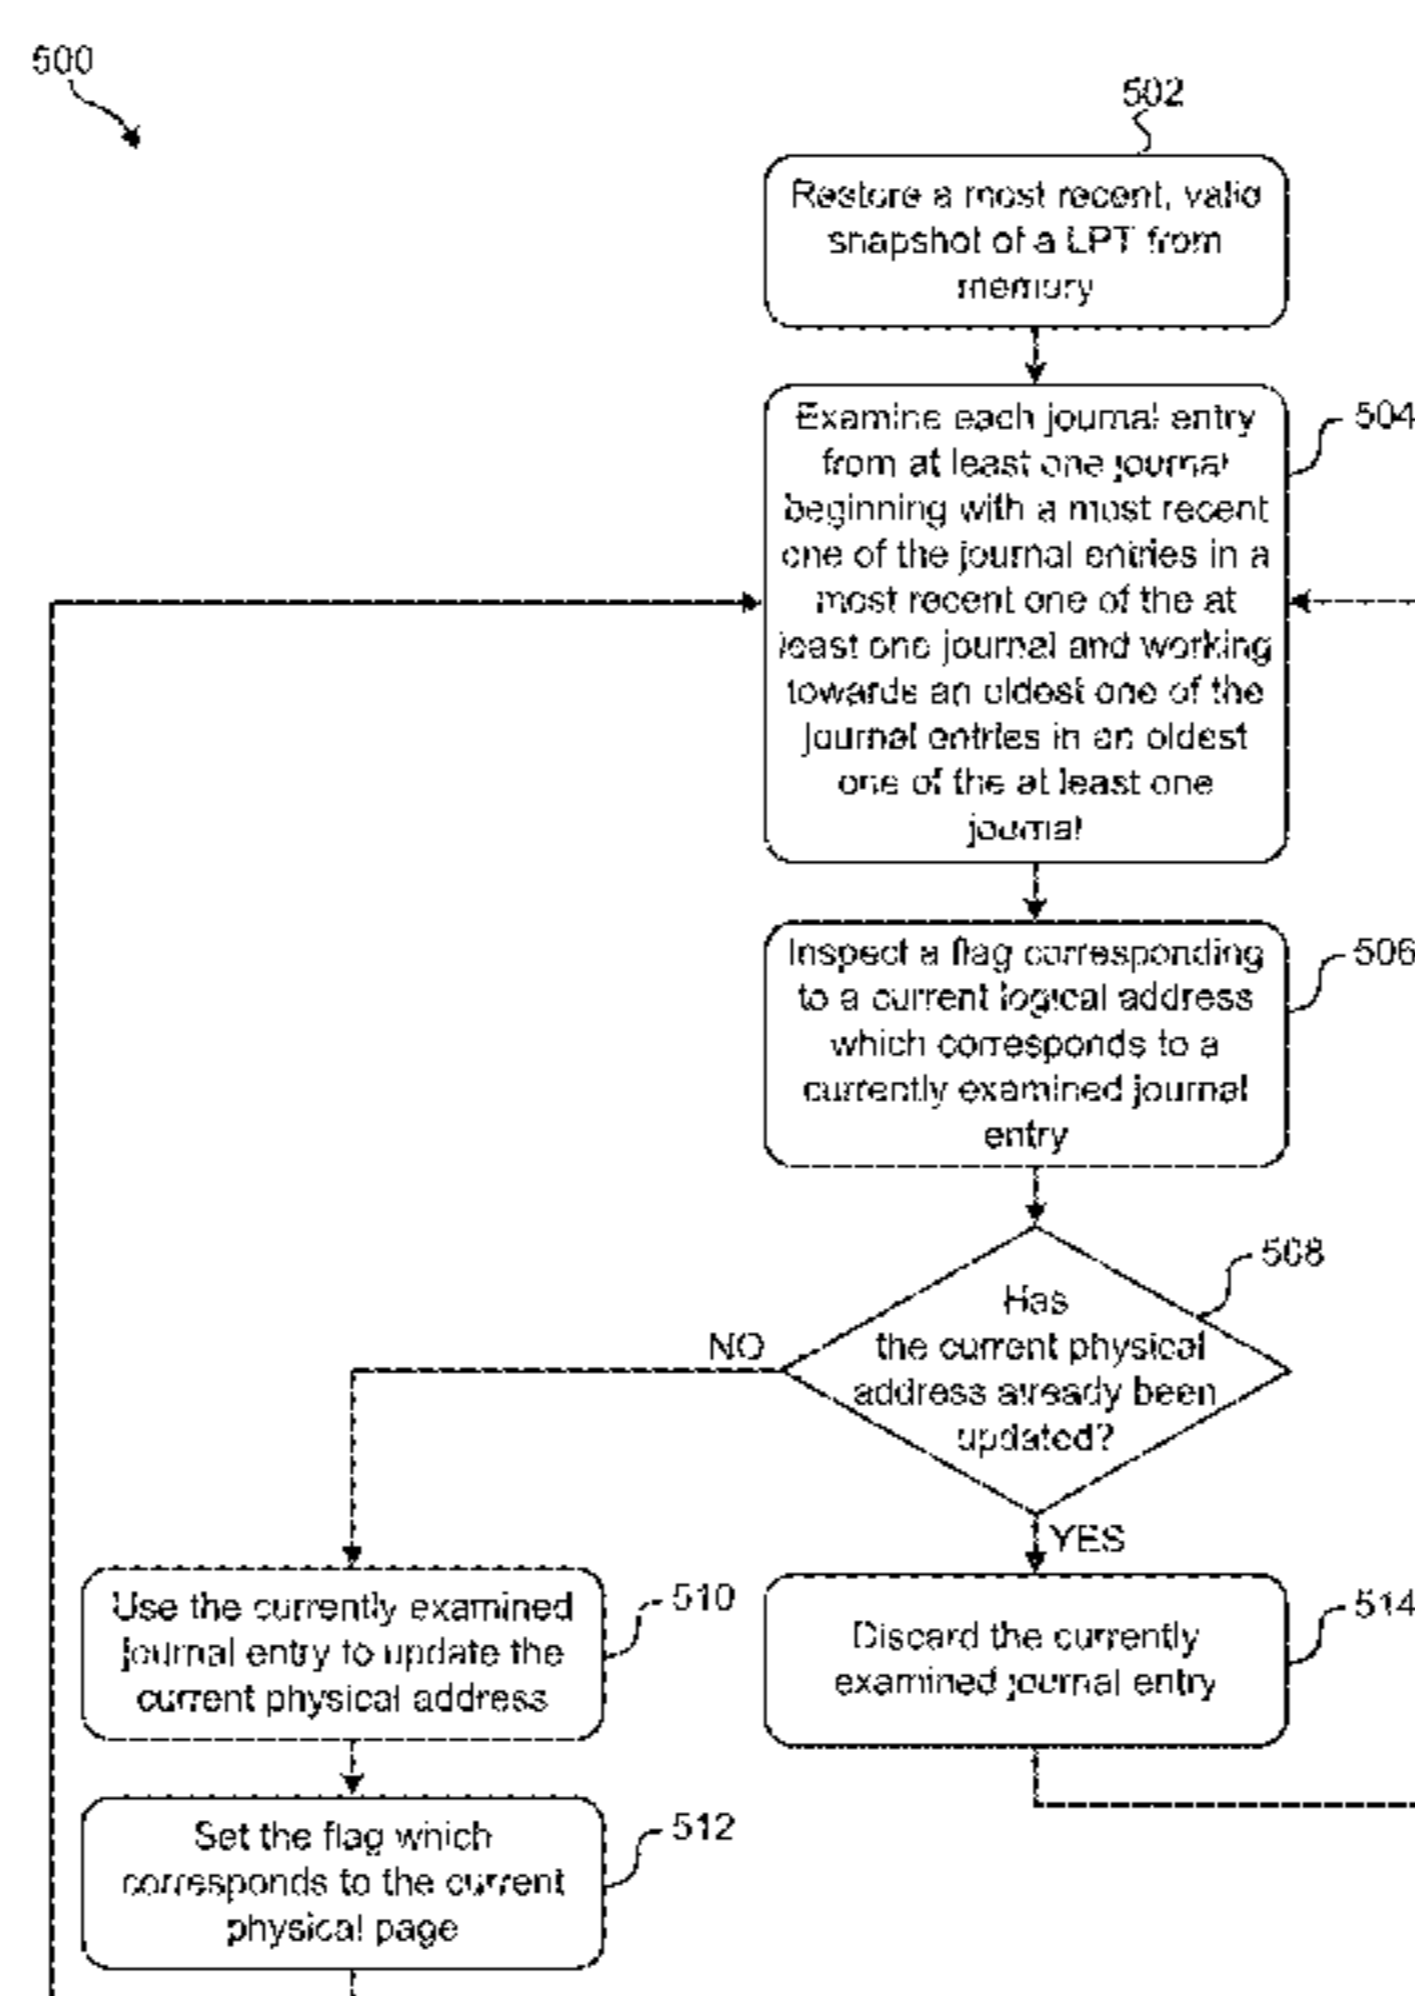 500
502
Restore a most recent, valid
snapshot of a LPT from
memory
504
Examine each journal entry
from at least one journal
beginning with a most recent
one of the journal entries in a
most recent one of the at
least one journal and working
towards an oldest one of the
journal entries in an oldest
one of the at least one
journal
506
Inspect a flag corresponding
to a current logical address
which corresponds to a
currently examined journal
entry
508
Has
the current physical
address already been
updated?
NO
YES
510
Use the currently examined
journal entry to update the
current physical address
514
Discard the currently
examined journal entry
512
Set the flag which
corresponds to the current
physical page